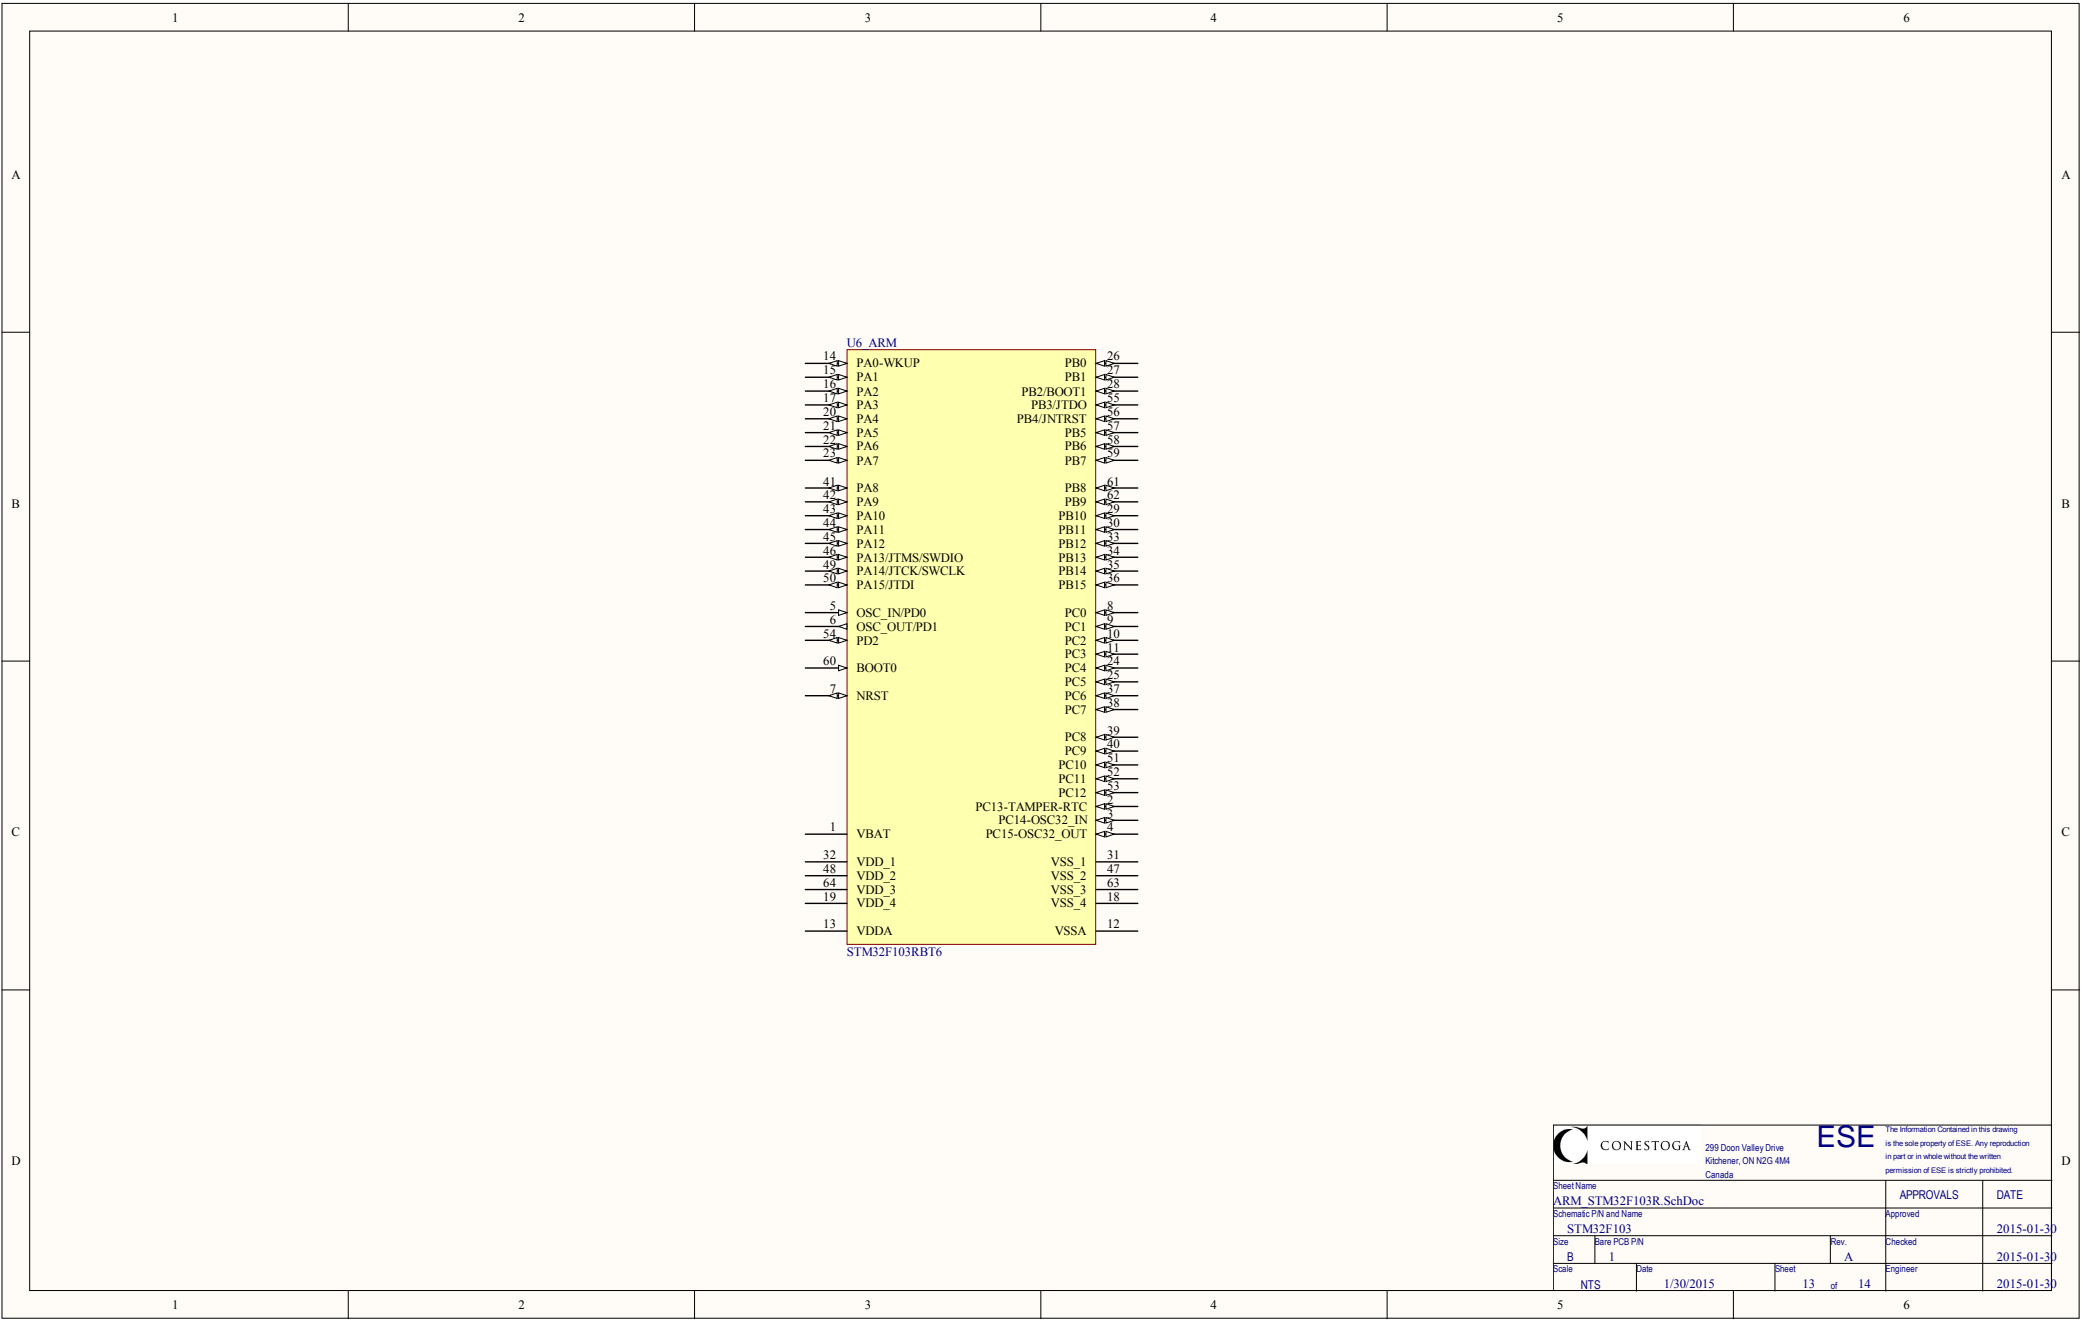 1 2 3 4 5 6
A A
U6_ARM
14 PA0-WKUP PB0 26
15 PA1 PB1 27
16 PA2 PB2/BOOT1 28
17 PA3 PB3/JTDO 55
20 PA4 PB4/JNTRST 56
21 PA5 PB5 57
22 PA6 PB6 58
23 PA7 PB7 59
41 PA8 PB8 61
42 PA9 PB9 62
B B
43 PA10 PB10 29
44 PA11 PB11 30
45 PA12 PB12 33
46 PA13/JTMS/SWDIO PB13 34
49 PA14/JTCK/SWCLK PB14 35
50 PA15/JTDI PB15 36
5 OSC_IN/PD0 PC0 8
6 OSC_OUT/PD1 PC1 9
54 PD2 PC2 10
PC3 11
60 BOOT0 PC4 24
PC5 25
7 NRST PC6 37
PC7 38
PC8 39
PC9 40
PC10 51
PC11 52
PC12 53
PC13-TAMPER-RTC 2
PC14-OSC32_IN 3
C C
1 VBAT PC15-OSC32_OUT 4
32 VDD_1 VSS_1 31
48 VDD_2 VSS_2 47
64 VDD_3 VSS_3 63
19 VDD_4 VSS_4 18
13 VDDA VSSA 12
STM32F103RBT6
D D
CONESTOGA
299 Doon Valley Drive
Kitchener, ON N2G 4M4
Canada
ESE
The Information Contained in this drawing
is the sole property of ESE. Any reproduction
in part or in whole without the written
permission of ESE is strictly prohibited.
Sheet Name
ARM_STM32F103R.SchDoc
APPROVALS DATE
Schematic P/N and Name
STM32F103
Approved 2015-01-30
Size B
Bare PCB P/N 1
Rev. A
Checked 2015-01-30
Scale NTS
Date 1/30/2015
Sheet 13 of 14
Engineer 2015-01-30
1 2 3 4 5 6